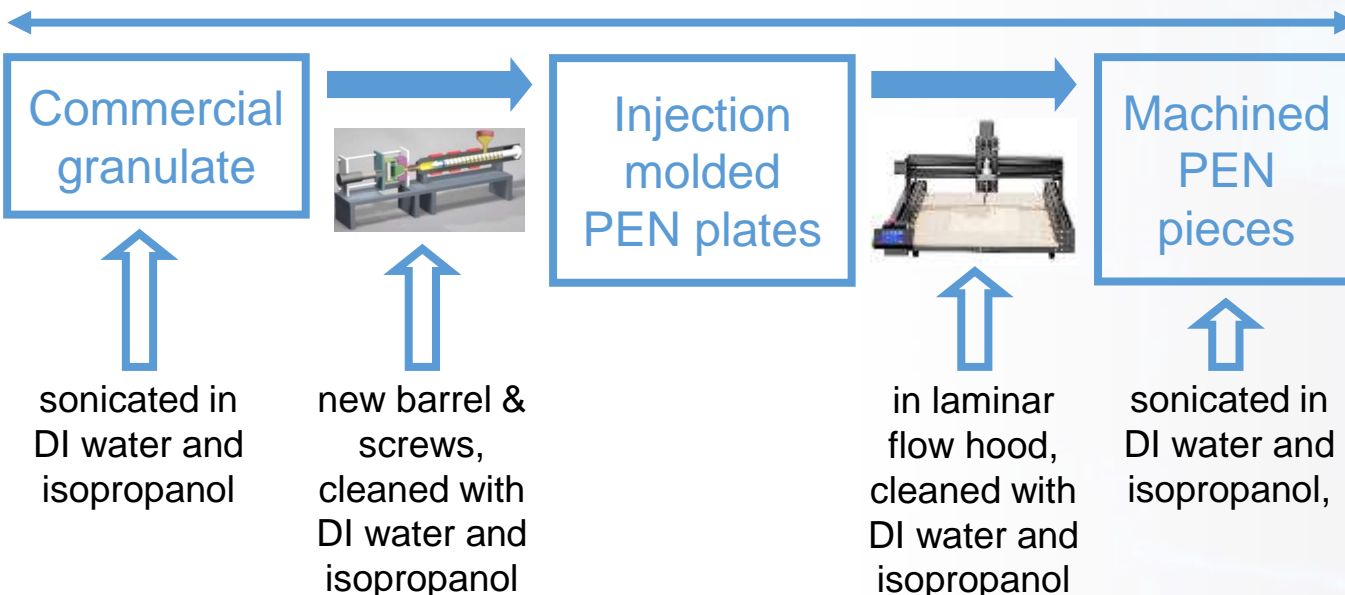 Commercial
granulate
Injection
molded
PEN plates
Machined
PEN
pieces
sonicated in
DI water and
isopropanol
new barrel &
screws,
cleaned with
DI water and
isopropanol
in laminar
flow hood,
cleaned with
DI water and
isopropanol
sonicated in
DI water and
isopropanol,